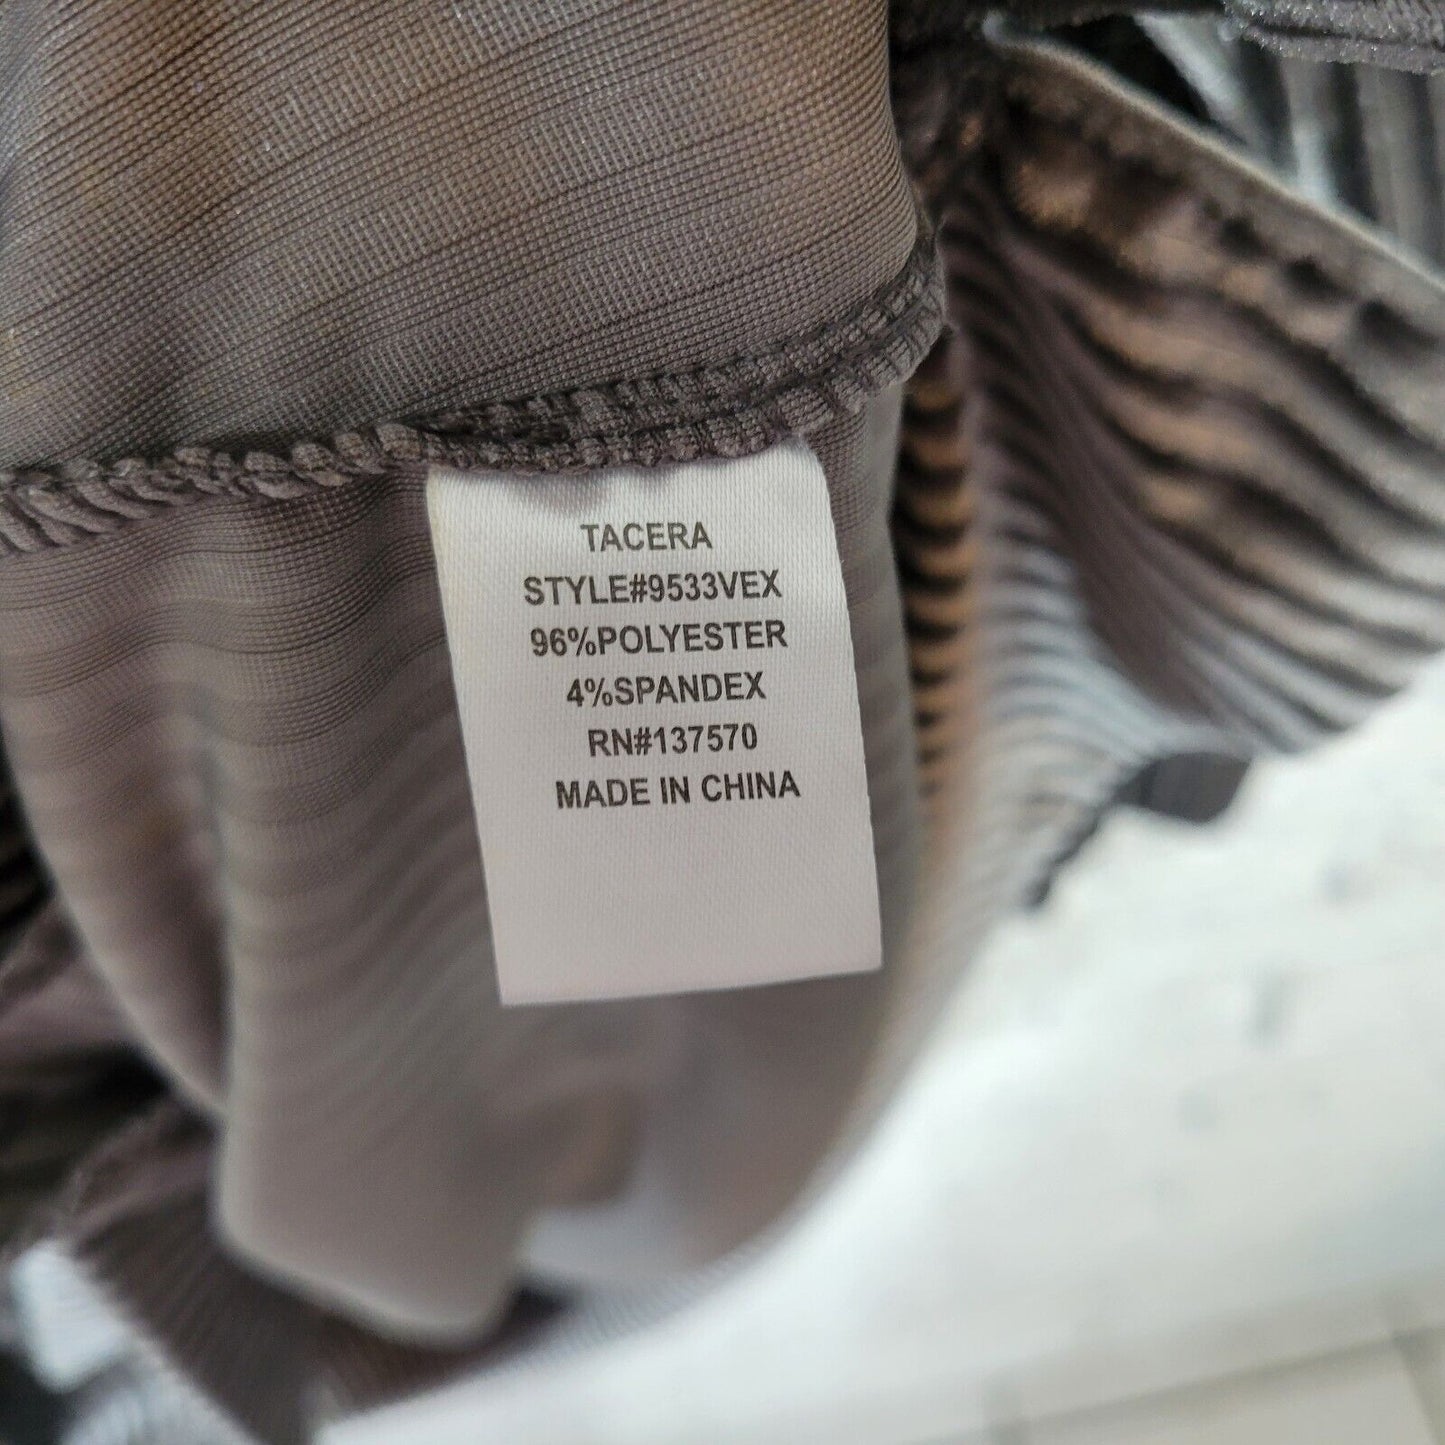 TACERA
STYLE#9533VEX
96%POLYESTER
4%SPANDEX
RN#137570
MADE IN CHINA